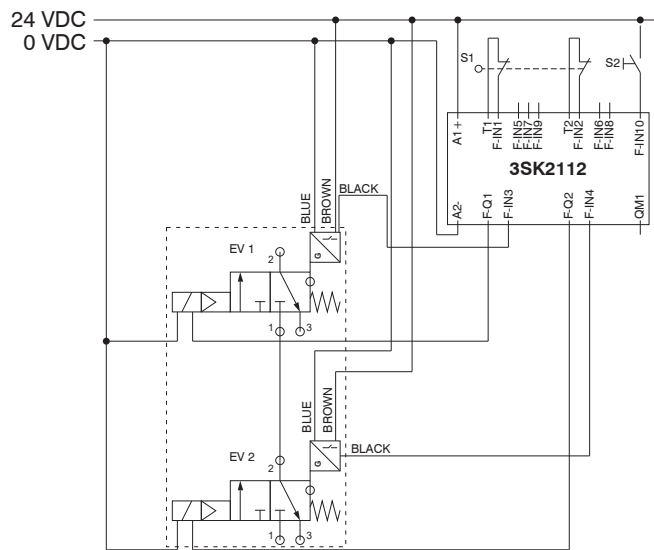 24 VDC
0 VDC
S1
S2
A1+
T1
F-IN1
F-IN5
F-IN7
F-IN9
T2
F-IN2
F-IN6
F-IN8
F-IN10
3SK2112
A2-
F-Q1
F-IN3
F-Q2
F-IN4
QM1
BLUE
BROWN
BLACK
EV 1
2
G
1
3
BLUE
BROWN
BLACK
EV 2
2
G
1
3